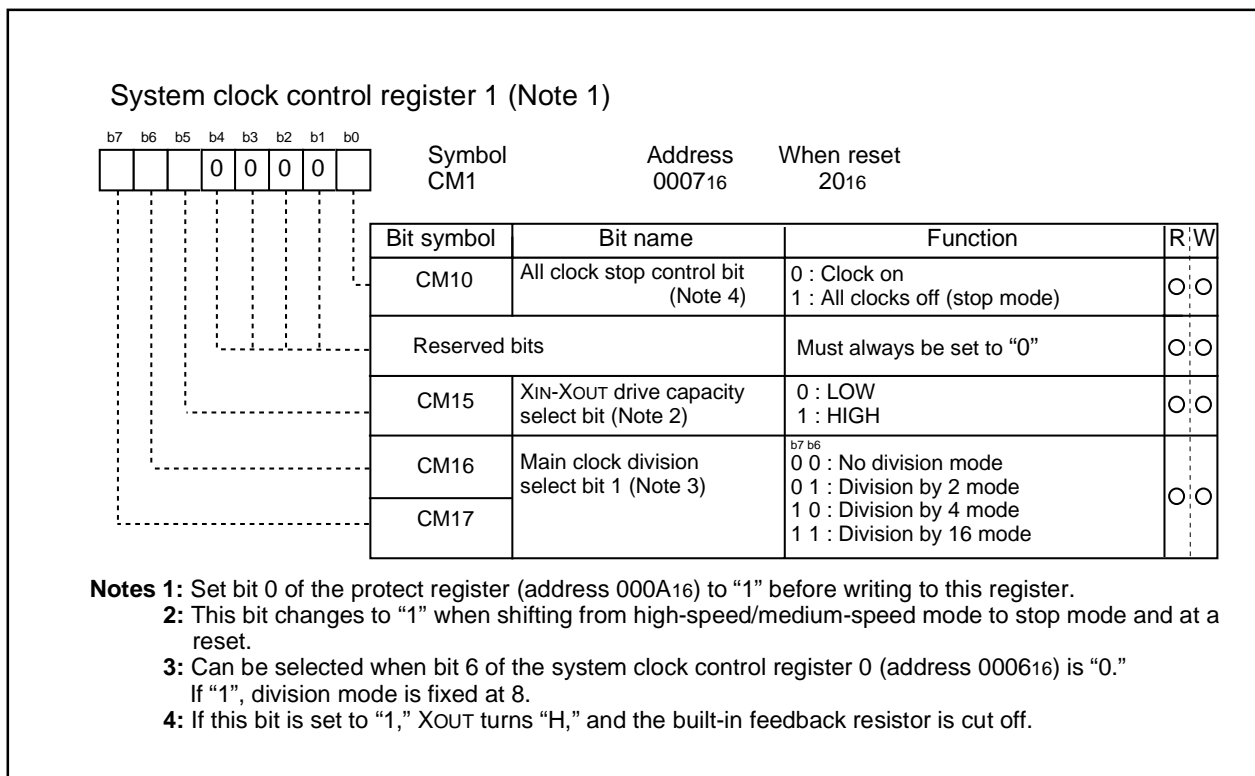 System clock control register 1 (Note 1)
b7 b6 b5 b4 b3 b2 b1 b0
0 0 0 0
Symbol Address When reset
CM1 000716 2016
Bit symbol Bit name Function R W
CM10 All clock stop control bit (Note 4) 0 : Clock on
1 : All clocks off (stop mode)
Reserved bits Must always be set to “0”
CM15 XIN-XOUT drive capacity select bit (Note 2) 0 : LOW
1 : HIGH
CM16 Main clock division select bit 1 (Note 3) b7 b6
0 0 : No division mode
0 1 : Division by 2 mode
CM17 1 0 : Division by 4 mode
1 1 : Division by 16 mode
Notes 1: Set bit 0 of the protect register (address 000A16) to “1” before writing to this register.
2: This bit changes to “1” when shifting from high-speed/medium-speed mode to stop mode and at a
reset.
3: Can be selected when bit 6 of the system clock control register 0 (address 000616) is “0.”
If “1”, division mode is fixed at 8.
4: If this bit is set to “1,” XOUT turns “H,” and the built-in feedback resistor is cut off.